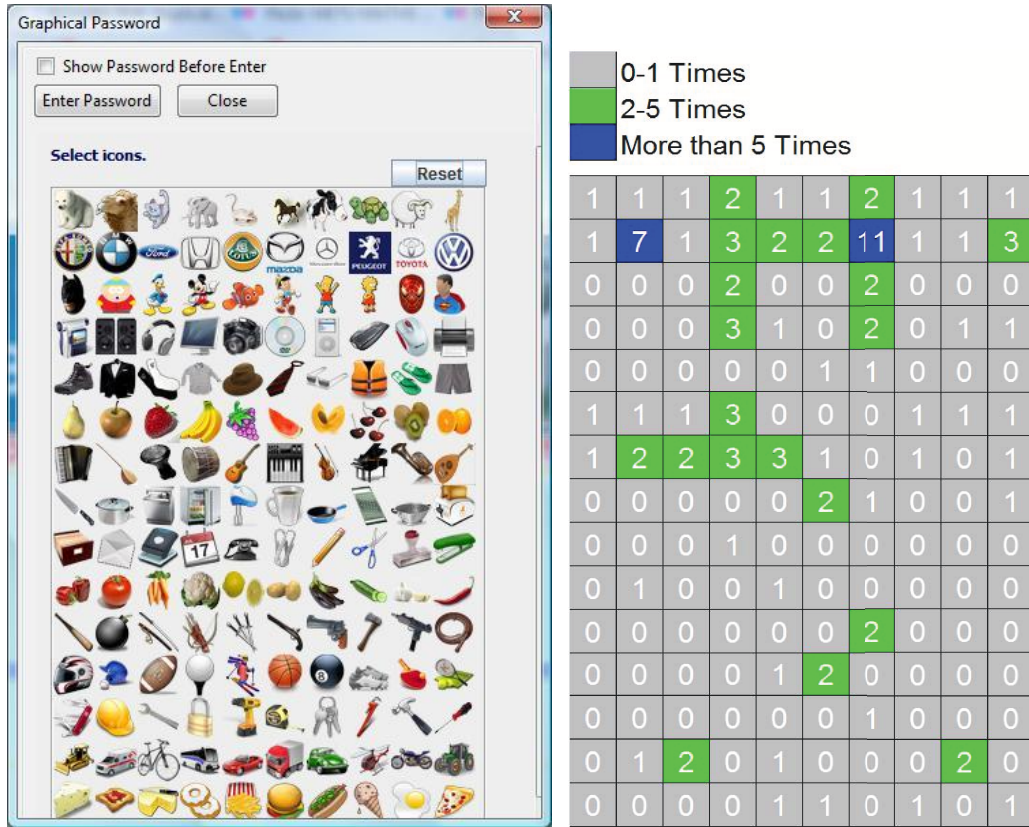 Graphical Password
Show Password Before Enter
Enter Password Close
Select icons.
Reset
Ford
LOTUS
mazpa
Mercedes-Benz
PEUGEOT
TOYOTA
DVD
17
8
0-1 Times
2-5 Times
More than 5 Times
1 1 1 2 1 1 2 1 1 1
1 7 1 3 2 2 11 1 1 3
0 0 0 2 0 0 2 0 0 0
0 0 0 3 1 0 2 0 1 1
0 0 0 0 0 1 1 0 0 0
1 1 1 3 0 0 0 1 1 1
1 2 2 3 3 1 0 1 0 1
0 0 0 0 0 2 1 0 0 1
0 0 0 1 0 0 0 0 0 0
0 1 0 0 1 0 0 0 0 0
0 0 0 0 0 0 2 0 0 0
0 0 0 0 1 2 0 0 0 0
0 0 0 0 0 0 1 0 0 0
0 1 2 0 1 0 0 0 2 0
0 0 0 0 1 1 0 1 0 1